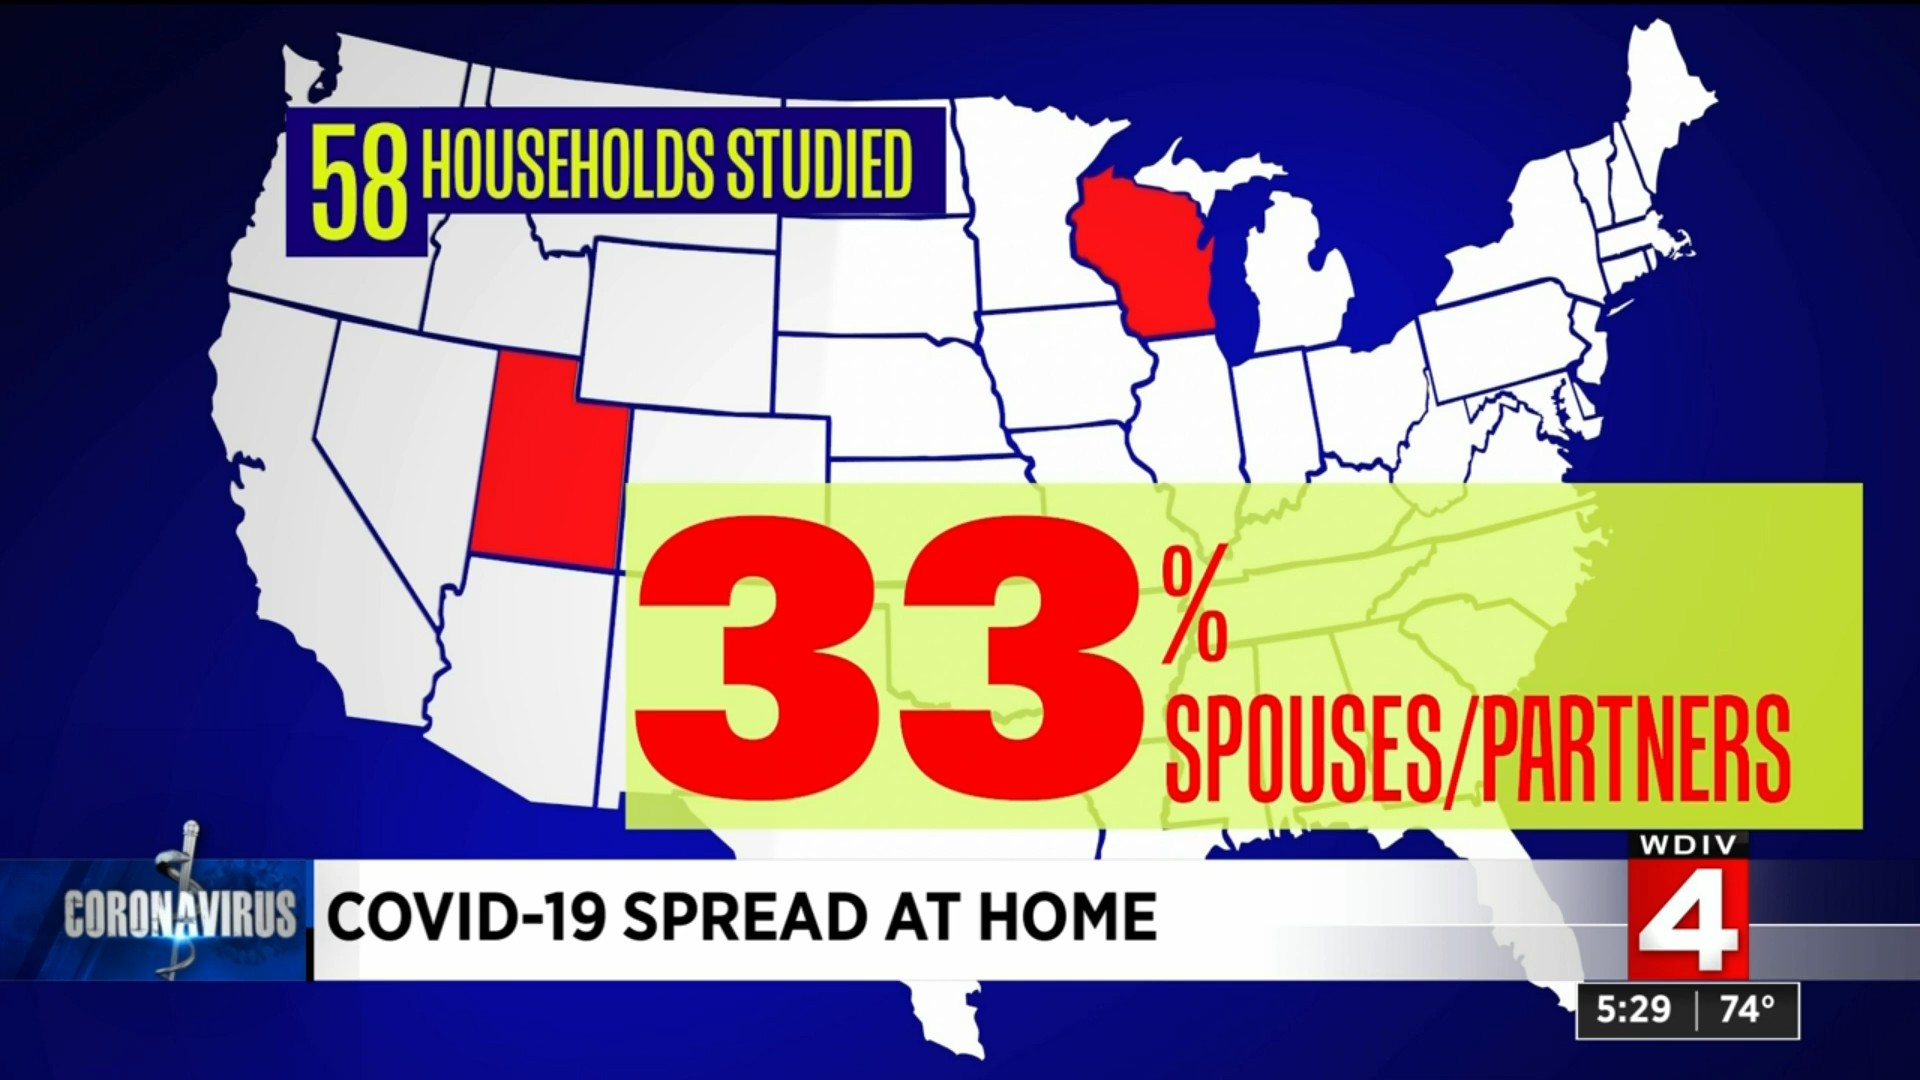 58 HOUSEHOLDS STUDIED
33%
SPOUSES/PARTNERS
WDIV
4
CORONAVIRUS
COVID-19 SPREAD AT HOME
5:29 74°